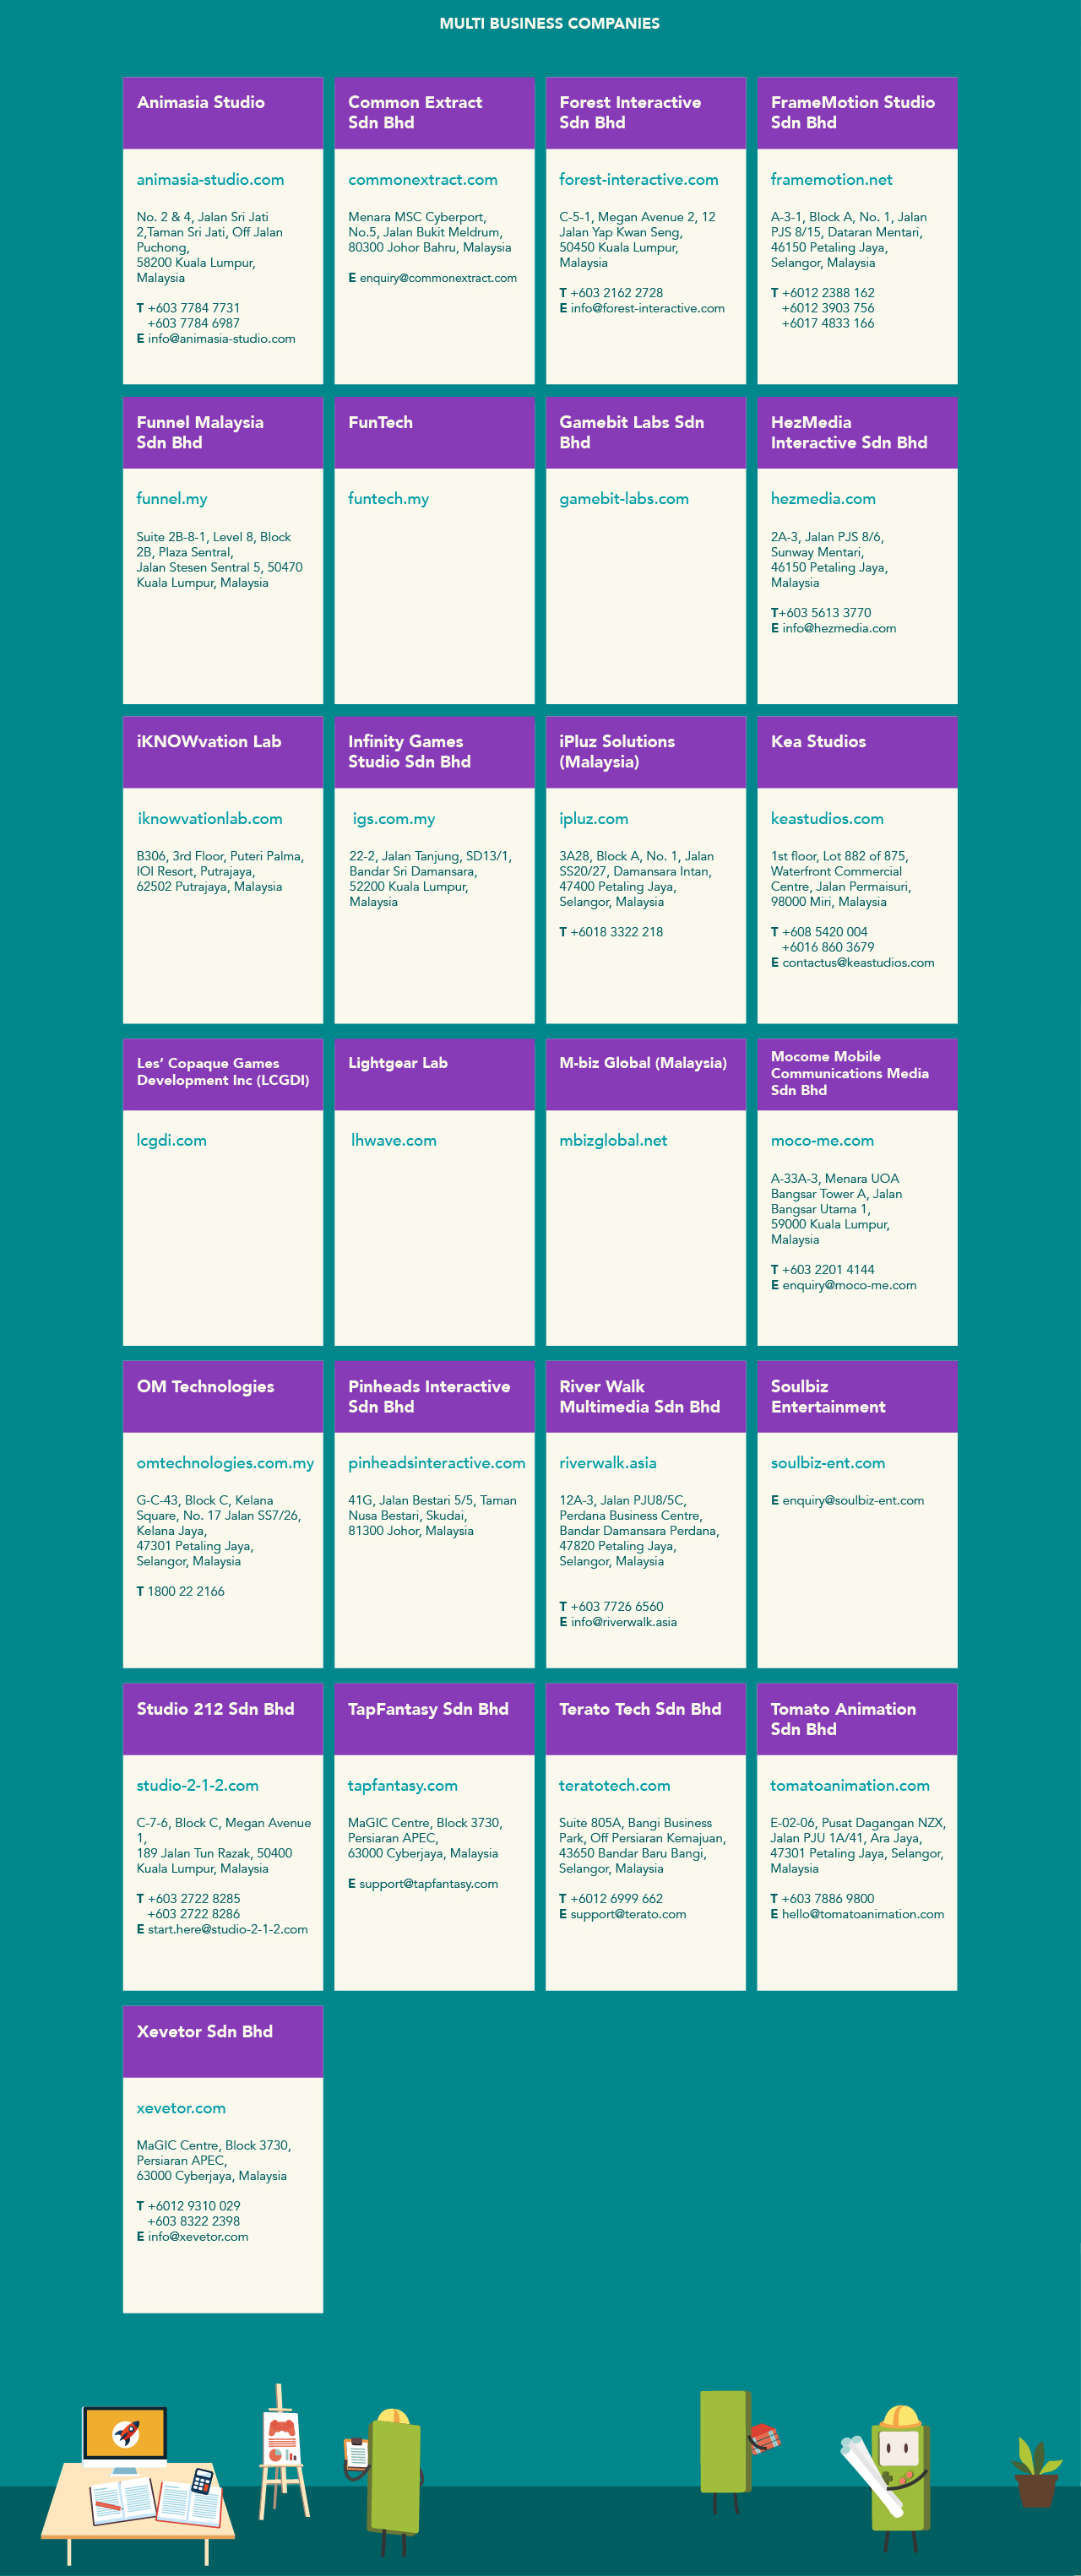 MULTI BUSINESS COMPANIES
Animasia Studio
animasia-studio.com
No. 2 & 4, Jalan Sri Jati
2,Taman Sri Jati, Off Jalan
Puchong,
58200 Kuala Lumpur,
Malaysia
T +603 7784 7731
+603 7784 6987
E info@animasia-studio.com
Common Extract
Sdn Bhd
commonextract.com
Menara MSC Cyberport,
No.5, Jalan Bukit Meldrum,
80300 Johor Bahru, Malaysia
E enquiry@commonextract.com
Forest Interactive
Sdn Bhd
forest-interactive.com
C-5-1, Megan Avenue 2, 12
Jalan Yap Kwan Seng,
50450 Kuala Lumpur,
Malaysia
T +603 2162 2728
E info@forest-interactive.com
FrameMotion Studio
Sdn Bhd
framemotion.net
A-3-1, Block A, No. 1, Jalan
PJS 8/15, Dataran Mentari,
46150 Petaling Jaya,
Selangor, Malaysia
T +6012 2388 162
+6012 3903 756
+6017 4833 166
Funnel Malaysia
Sdn Bhd
funnel.my
Suite 2B-8-1, Level 8, Block
2B, Plaza Sentral,
Jalan Stesen Sentral 5, 50470
Kuala Lumpur, Malaysia
FunTech
funtech.my
Gamebit Labs Sdn
Bhd
gamebit-labs.com
HezMedia
Interactive Sdn Bhd
hezmedia.com
2A-3, Jalan PJS 8/6,
Sunway Mentari,
46150 Petaling Jaya,
Malaysia
T+603 5613 3770
E info@hezmedia.com
iKNOWvation Lab
iknowvationlab.com
B306, 3rd Floor, Puteri Palma,
IOI Resort, Putrajaya,
62502 Putrajaya, Malaysia
Infinity Games
Studio Sdn Bhd
igs.com.my
22-2, Jalan Tanjung, SD13/1,
Bandar Sri Damansara,
52200 Kuala Lumpur,
Malaysia
iPluz Solutions
(Malaysia)
ipluz.com
3A28, Block A, No. 1, Jalan
SS20/27, Damansara Intan,
47400 Petaling Jaya,
Selangor, Malaysia
T +6018 3322 218
Kea Studios
keastudios.com
1st floor, Lot 882 of 875,
Waterfront Commercial
Centre, Jalan Permaisuri,
98000 Miri, Malaysia
T +608 5420 004
+6016 860 3679
E contactus@keastudios.com
Les’ Copaque Games
Development Inc (LCGDI)
lcgdi.com
Lightgear Lab
lhwave.com
M-biz Global (Malaysia)
mbizglobal.net
Mocome Mobile
Communications Media
Sdn Bhd
moco-me.com
A-33A-3, Menara UOA
Bangsar Tower A, Jalan
Bangsar Utama 1,
59000 Kuala Lumpur,
Malaysia
T +603 2201 4144
E enquiry@moco-me.com
OM Technologies
omtechnologies.com.my
G-C-43, Block C, Kelana
Square, No. 17 Jalan SS7/26,
Kelana Jaya,
47301 Petaling Jaya,
Selangor, Malaysia
T 1800 22 2166
Pinheads Interactive
Sdn Bhd
pinheadsinteractive.com
41G, Jalan Bestari 5/5, Taman
Nusa Bestari, Skudai,
81300 Johor, Malaysia
River Walk
Multimedia Sdn Bhd
riverwalk.asia
12A-3, Jalan PJU8/5C,
Perdana Business Centre,
Bandar Damansara Perdana,
47820 Petaling Jaya,
Selangor, Malaysia
T +603 7726 6560
E info@riverwalk.asia
Soulbiz
Entertainment
soulbiz-ent.com
E enquiry@soulbiz-ent.com
Studio 212 Sdn Bhd
studio-2-1-2.com
C-7-6, Block C, Megan Avenue
1,
189 Jalan Tun Razak, 50400
Kuala Lumpur, Malaysia
T +603 2722 8285
+603 2722 8286
E start.here@studio-2-1-2.com
TapFantasy Sdn Bhd
tapfantasy.com
MaGIC Centre, Block 3730,
Persiaran APEC,
63000 Cyberjaya, Malaysia
E support@tapfantasy.com
Terato Tech Sdn Bhd
teratotech.com
Suite 805A, Bangi Business
Park, Off Persiaran Kemajuan,
43650 Bandar Baru Bangi,
Selangor, Malaysia
T +6012 6999 662
E support@terato.com
Tomato Animation
Sdn Bhd
tomatoanimation.com
E-02-06, Pusat Dagangan NZX,
Jalan PJU 1A/41, Ara Jaya,
47301 Petaling Jaya, Selangor,
Malaysia
T +603 7886 9800
E hello@tomatoanimation.com
Xevetor Sdn Bhd
xevetor.com
MaGIC Centre, Block 3730,
Persiaran APEC,
63000 Cyberjaya, Malaysia
T +6012 9310 029
+603 8322 2398
E info@xevetor.com